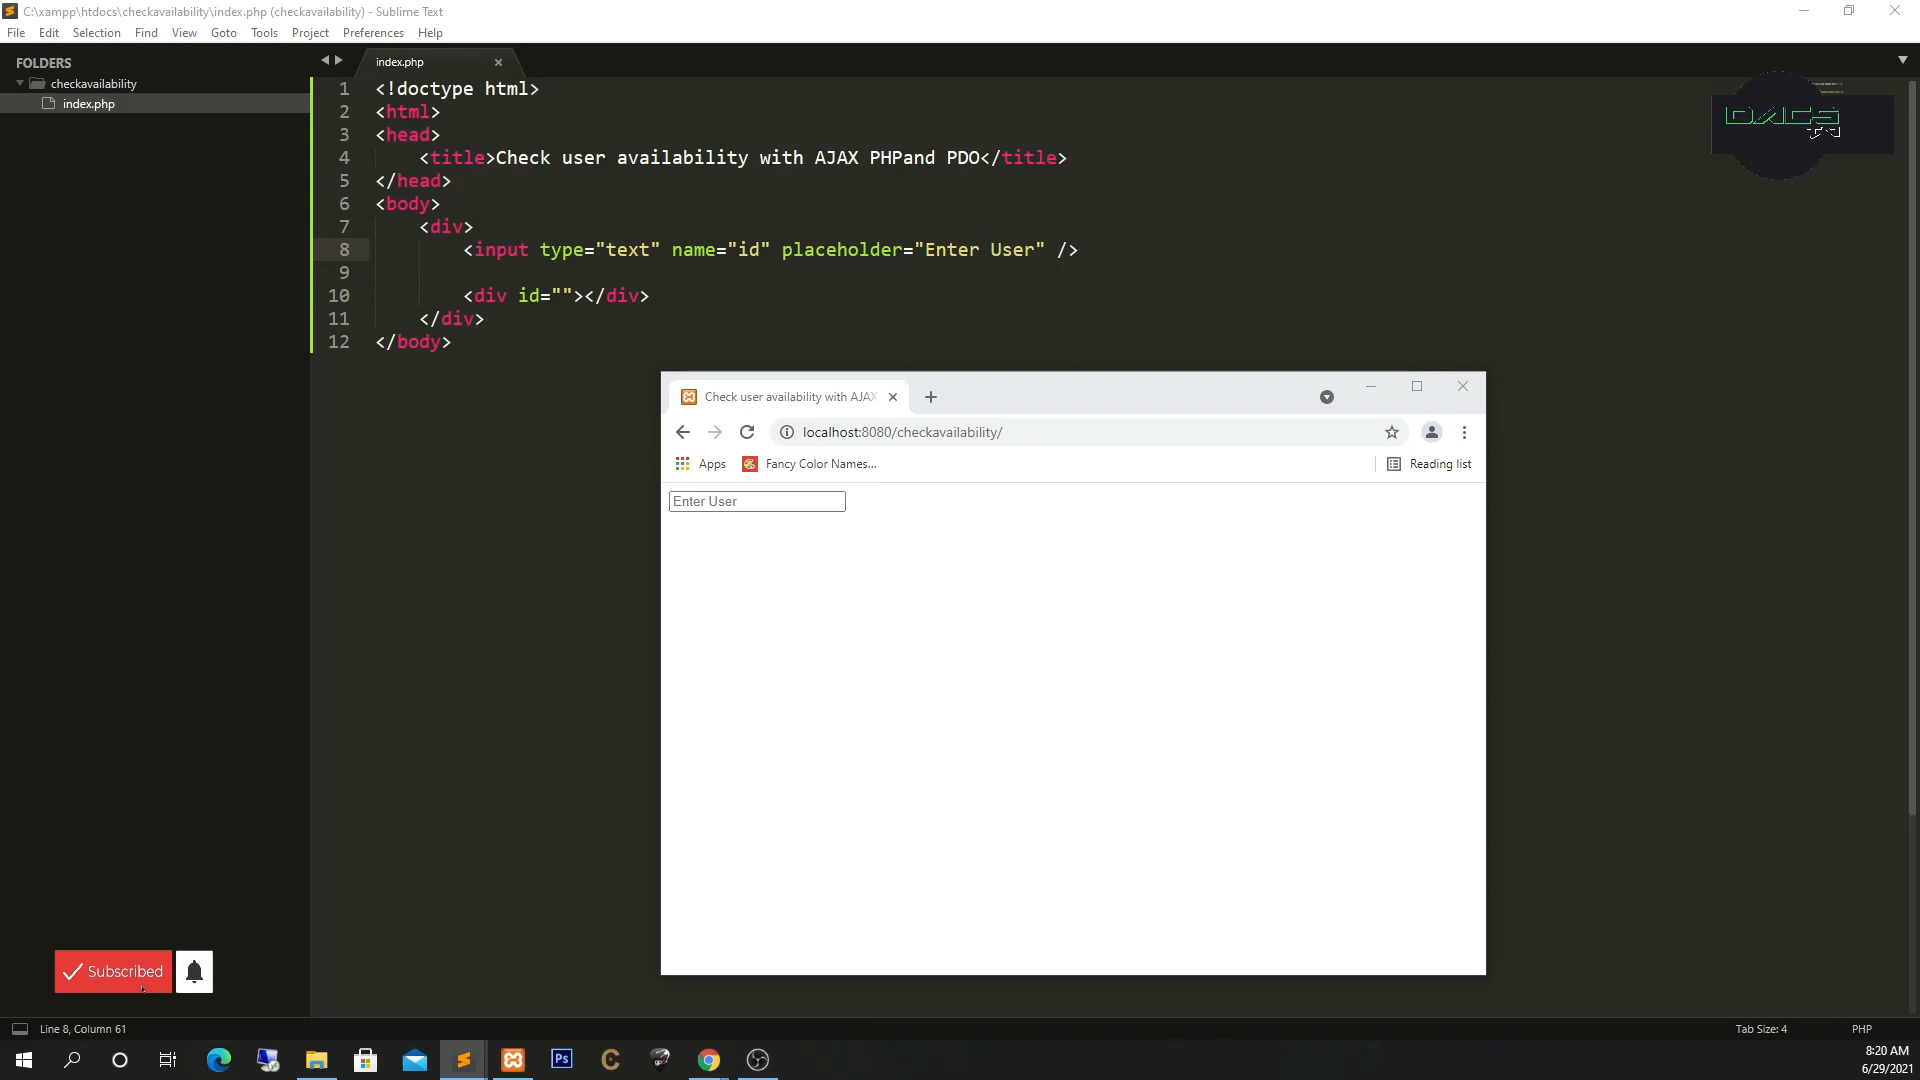 C:\xampp\htdocs\checkavailability\index.php (checkavailability) - Sublime Text
File Edit Selection Find View Goto Tools Project Preferences Help
FOLDERS
checkavailability
index.php
index.php
1 <!doctype html>
2 <html>
3 <head>
4 <title>Check user availability with AJAX PHPand PDO</title>
5 </head>
6 <body>
7 <div>
8 <input type="text" name="id" placeholder="Enter User" />
9
10 <div id=""></div>
11 </div>
12 </body>
Check user availability with AJAX
localhost:8080/checkavailability/
Apps Fancy Color Names... Reading list
Enter User
Subscribed
Line 8, Column 61 Tab Size: 4 PHP
Ps
8:20 AM
6/29/2021